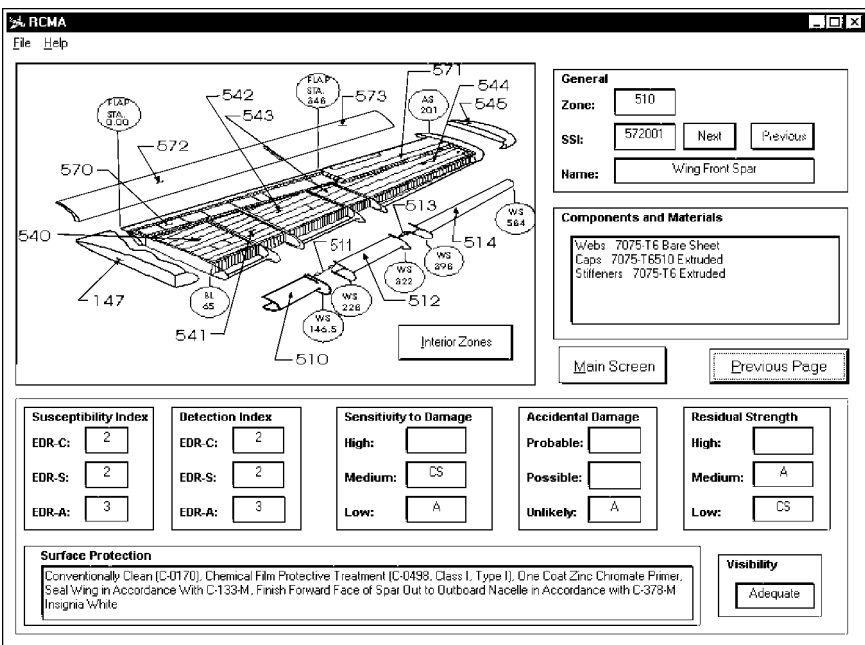 RCMA
File Help
FLAP STA. 0.00
FLAP STA. 346
AS 201
542
543
573
571
544
545
572
570
540
147
541
BL 65
510
511
512
513
514
WS 146.5
WS 226
WS 322
WS 396
WS 564
Interior Zones
General
Zone: 510
SSI: 572001 Next Previous
Name: Wing Front Spar
Components and Materials
Webs 7075-T6 Bare Sheet
Caps 7075-T6510 Extruded
Stiffeners 7075-T6 Extruded
Main Screen Previous Page
Susceptibility Index
EDR-C: 2
EDR-S: 2
EDR-A: 3
Detection Index
EDR-C: 2
EDR-S: 2
EDR-A: 3
Sensitivity to Damage
High:
Medium: CS
Low: A
Accidental Damage
Probable:
Possible:
Unlikely: A
Residual Strength
High:
Medium: A
Low: CS
Surface Protection
Conventionally Clean (C-0170), Chemical Film Protective Treatment (C-0498, Class I, Type I), One Coat Zinc Chromate Primer,
Seal Wing in Accordance With C-133-M, Finish Forward Face of Spar Out to Outboard Nacelle in Accordance with C-378-M
Insignia White
Visibility
Adequate